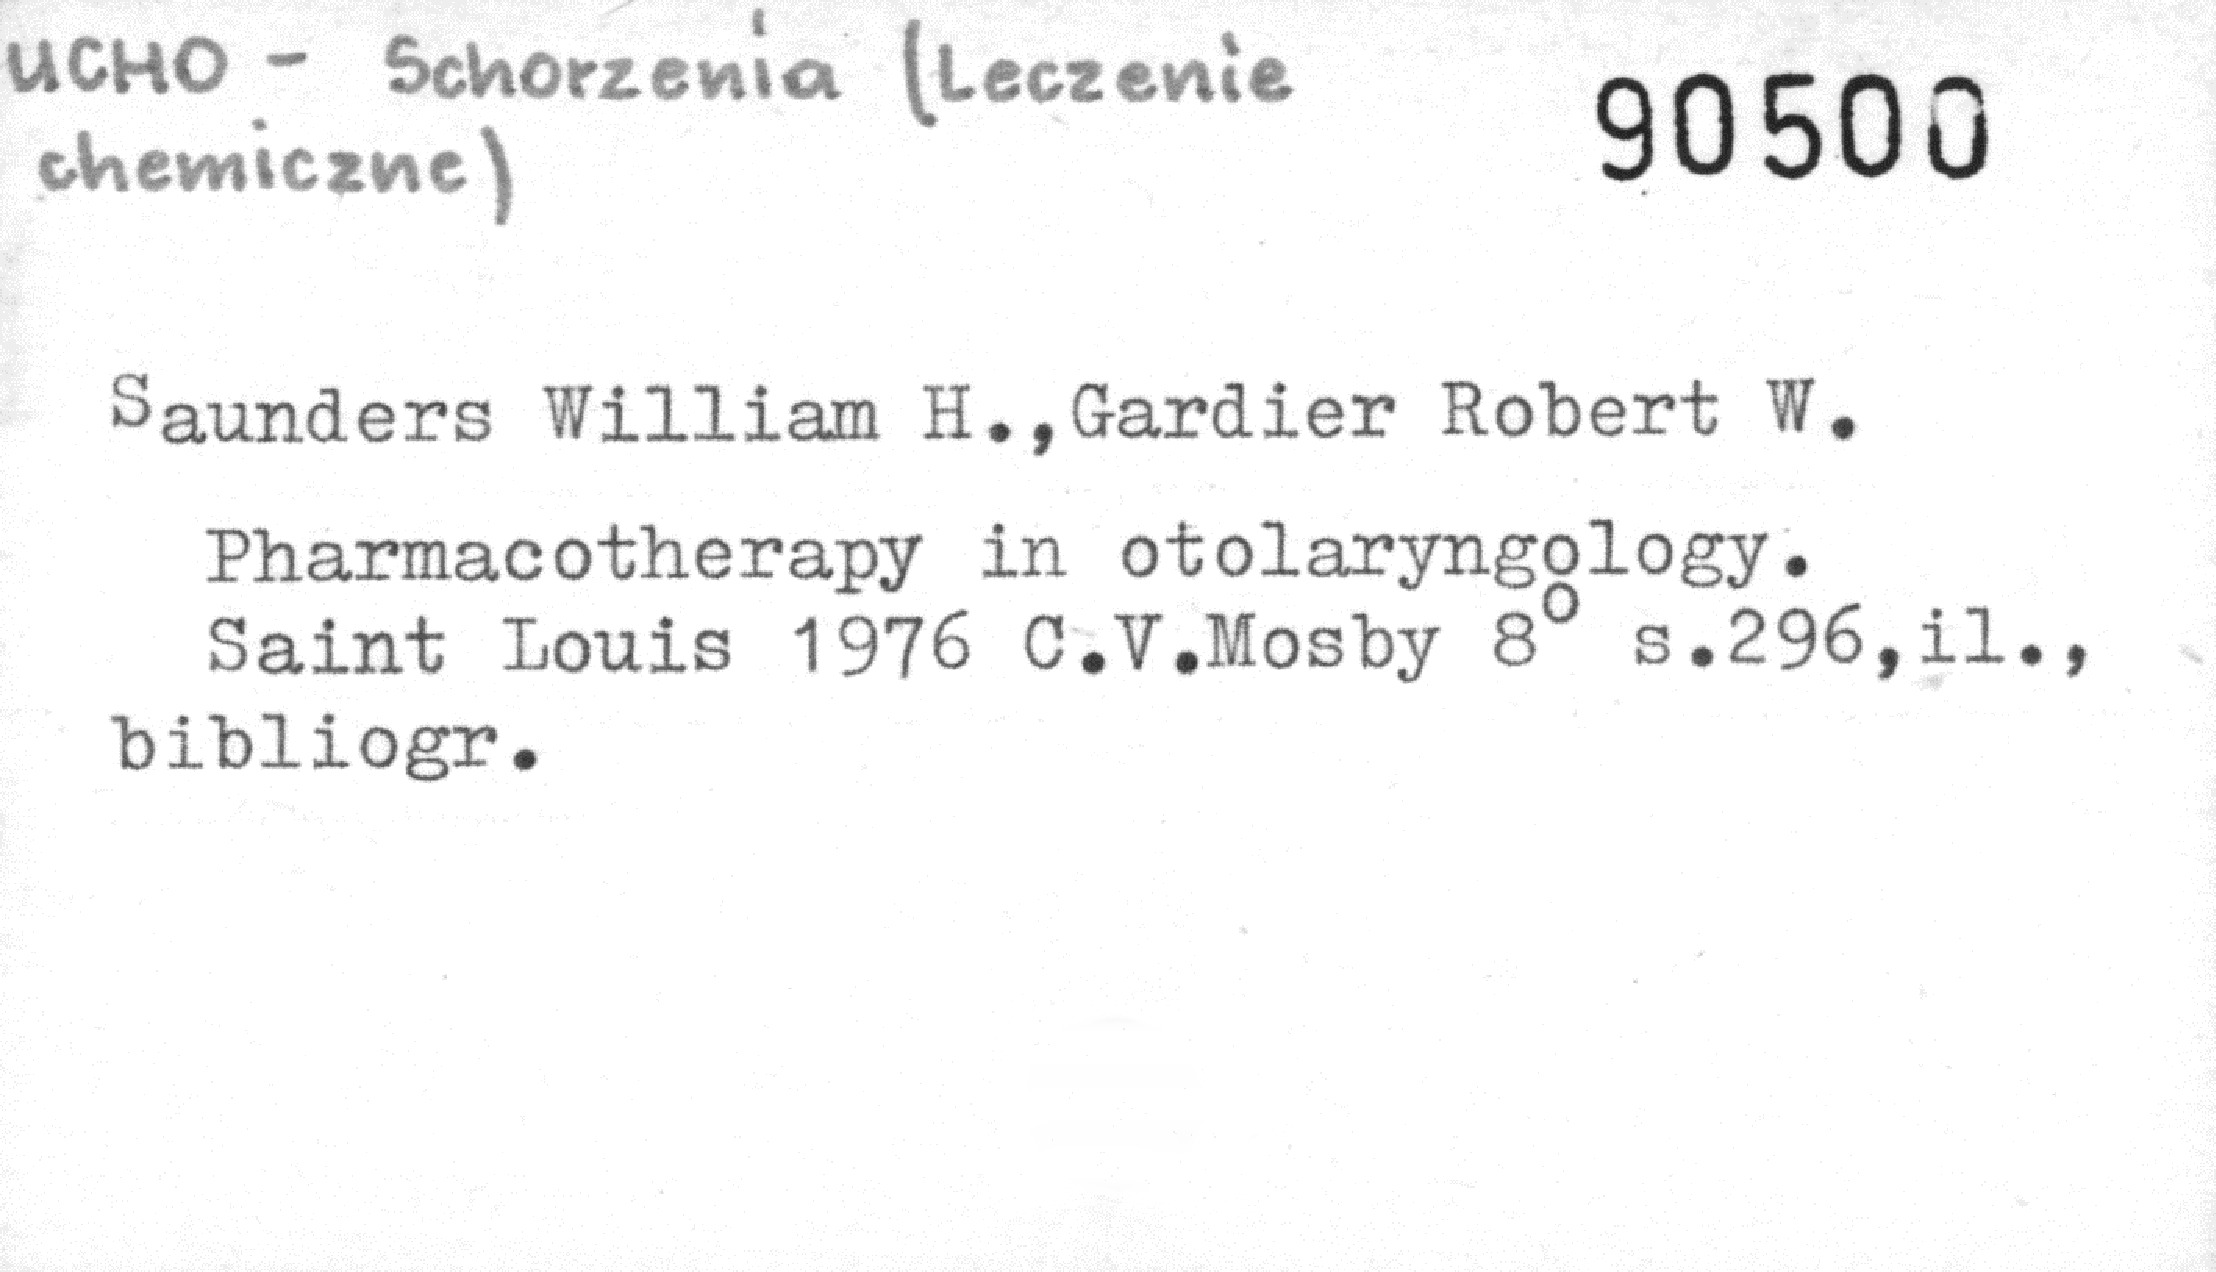 UCHO - Schorzenia (Leczenie
chemiczne)
90500
Saunders William H.,Gardier Robert W.
Pharmacotherapy in otolaryngology.
Saint Louis 1976 C.V.Mosby 8° s.296,il.,
bibliogr.